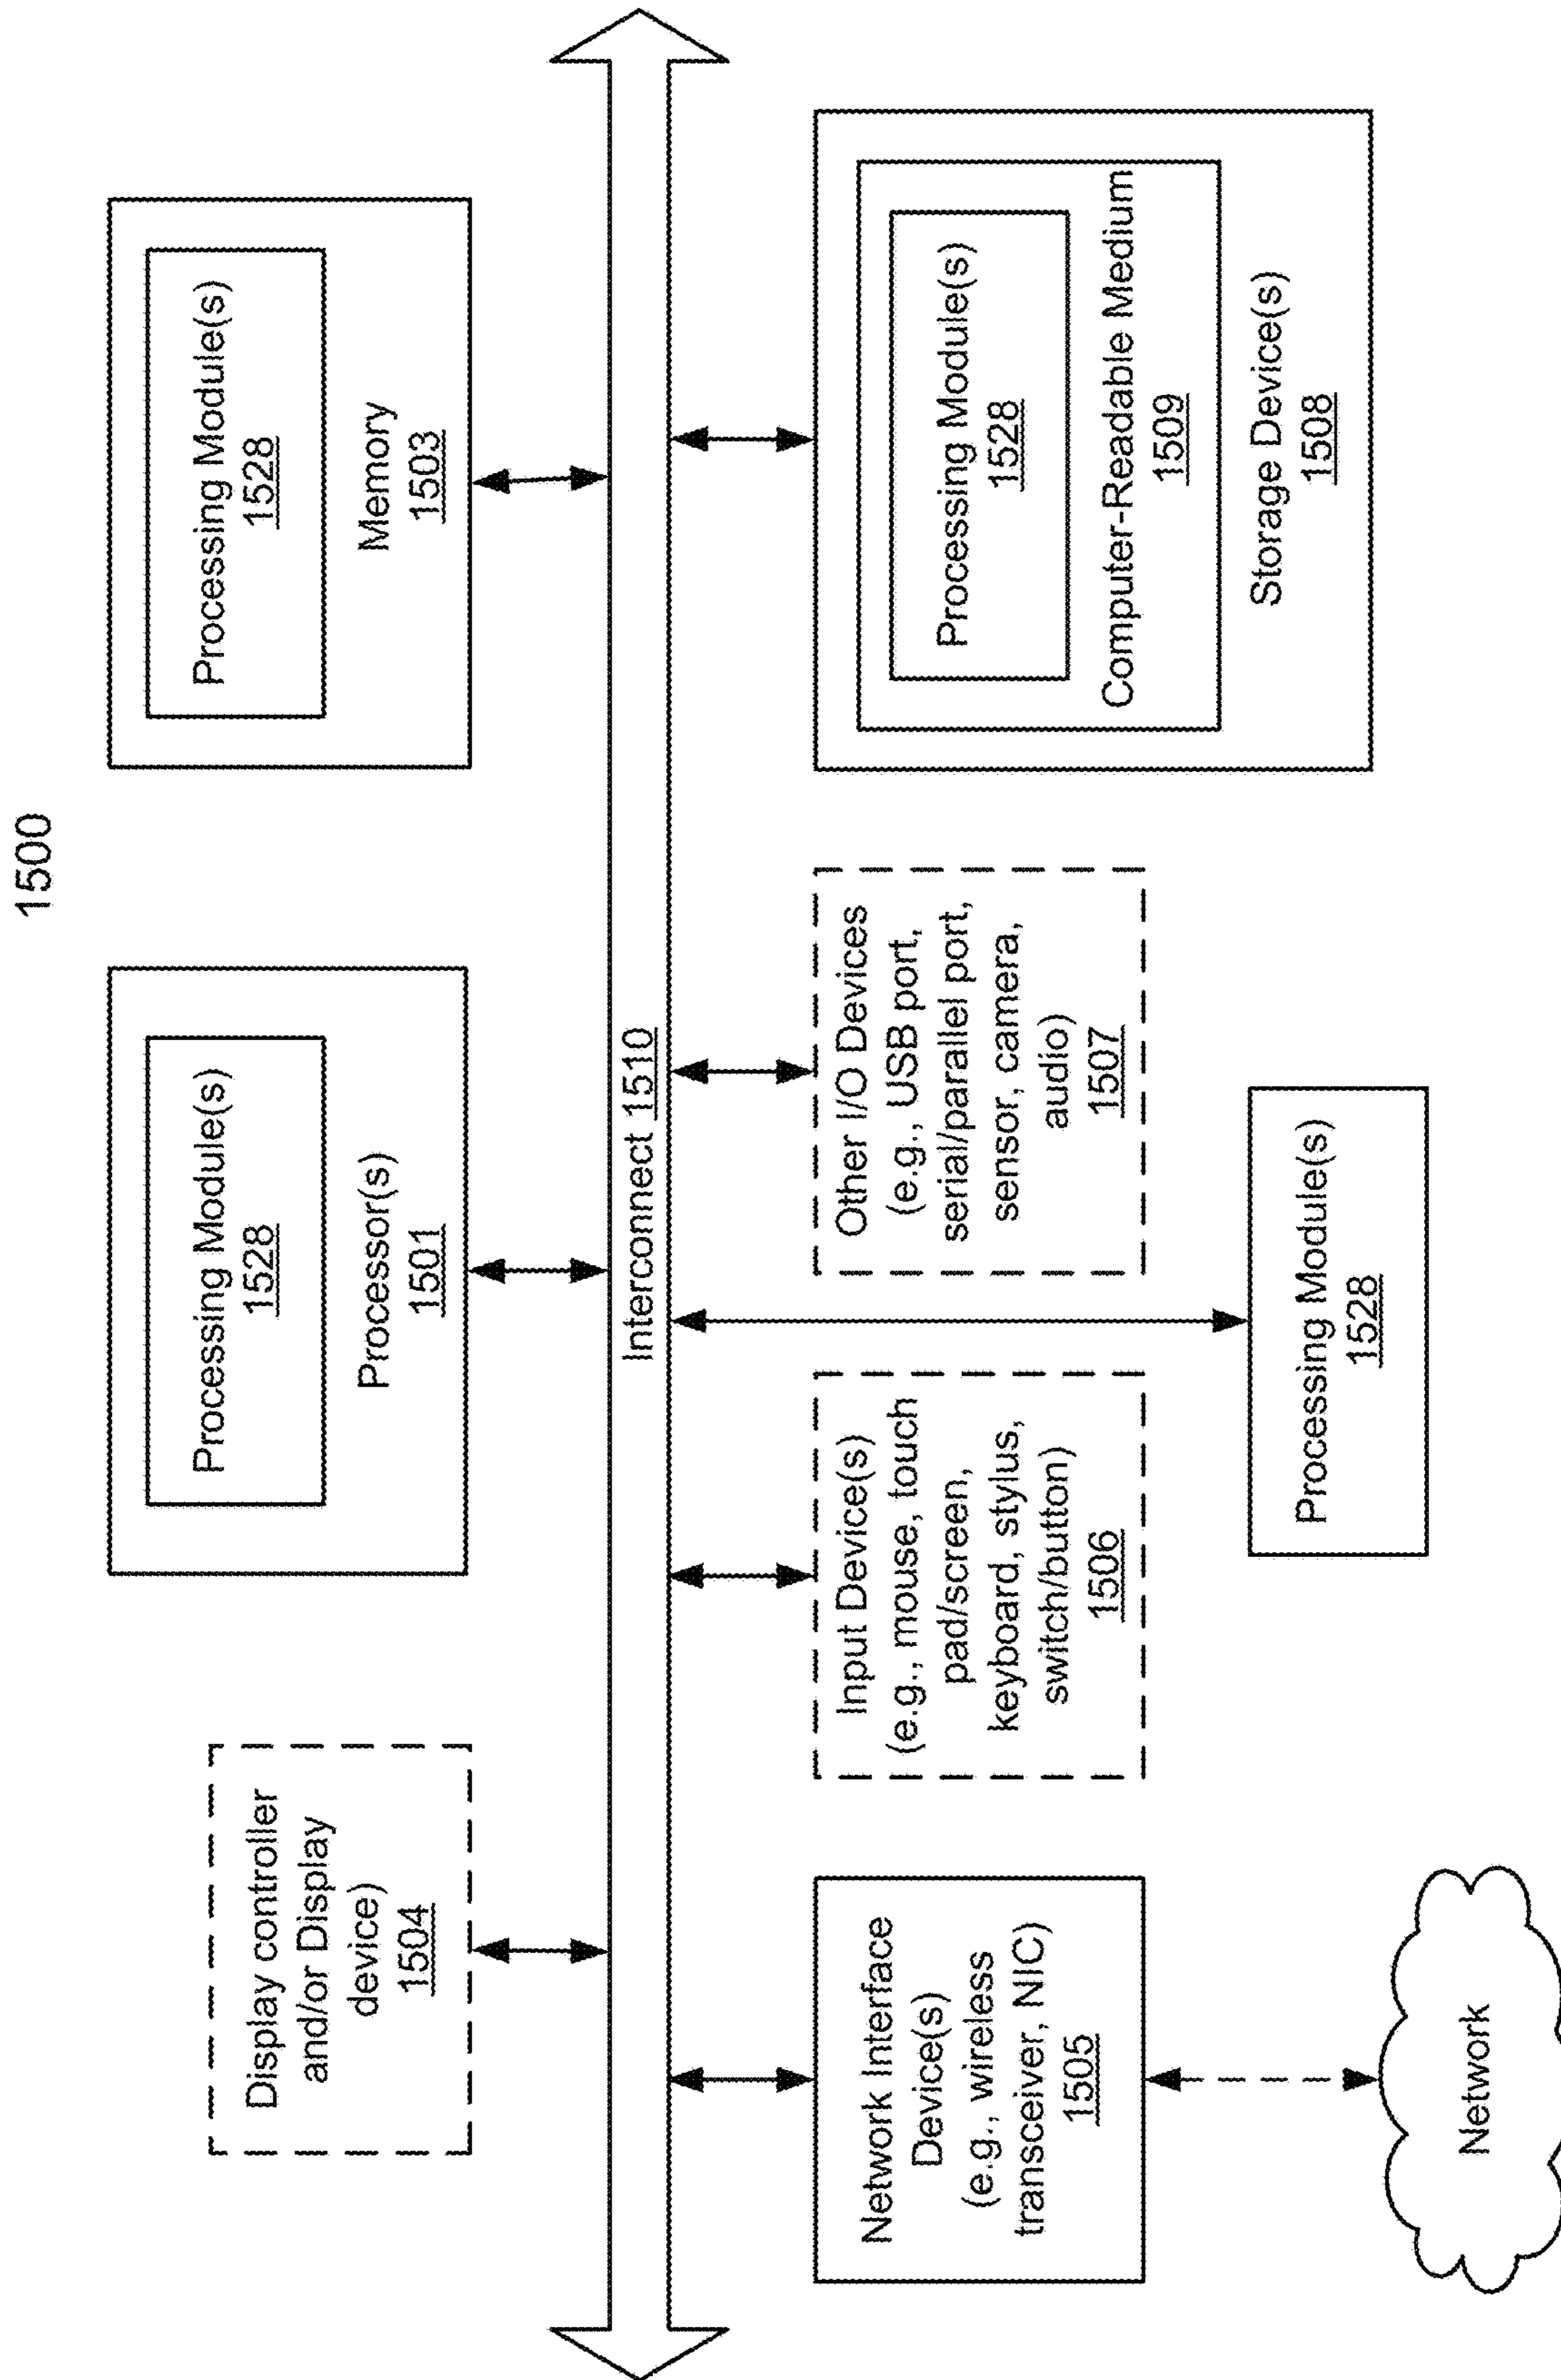 1500
Display controller
and/or Display
device)
1504
Processing Module(s)
1528
Processor(s)
1501
Processing Module(s)
1528
Memory
1503
Interconnect 1510
Network Interface
Device(s)
(e.g., wireless
transceiver, NIC)
1505
Input Device(s)
(e.g., mouse, touch
pad/screen,
keyboard, stylus,
switch/button)
1506
Other I/O Devices
(e.g., USB port,
serial/parallel port,
sensor, camera,
audio)
1507
Processing Module(s)
1528
Computer-Readable Medium
1509
Storage Device(s)
1508
Network
Processing Module(s)
1528